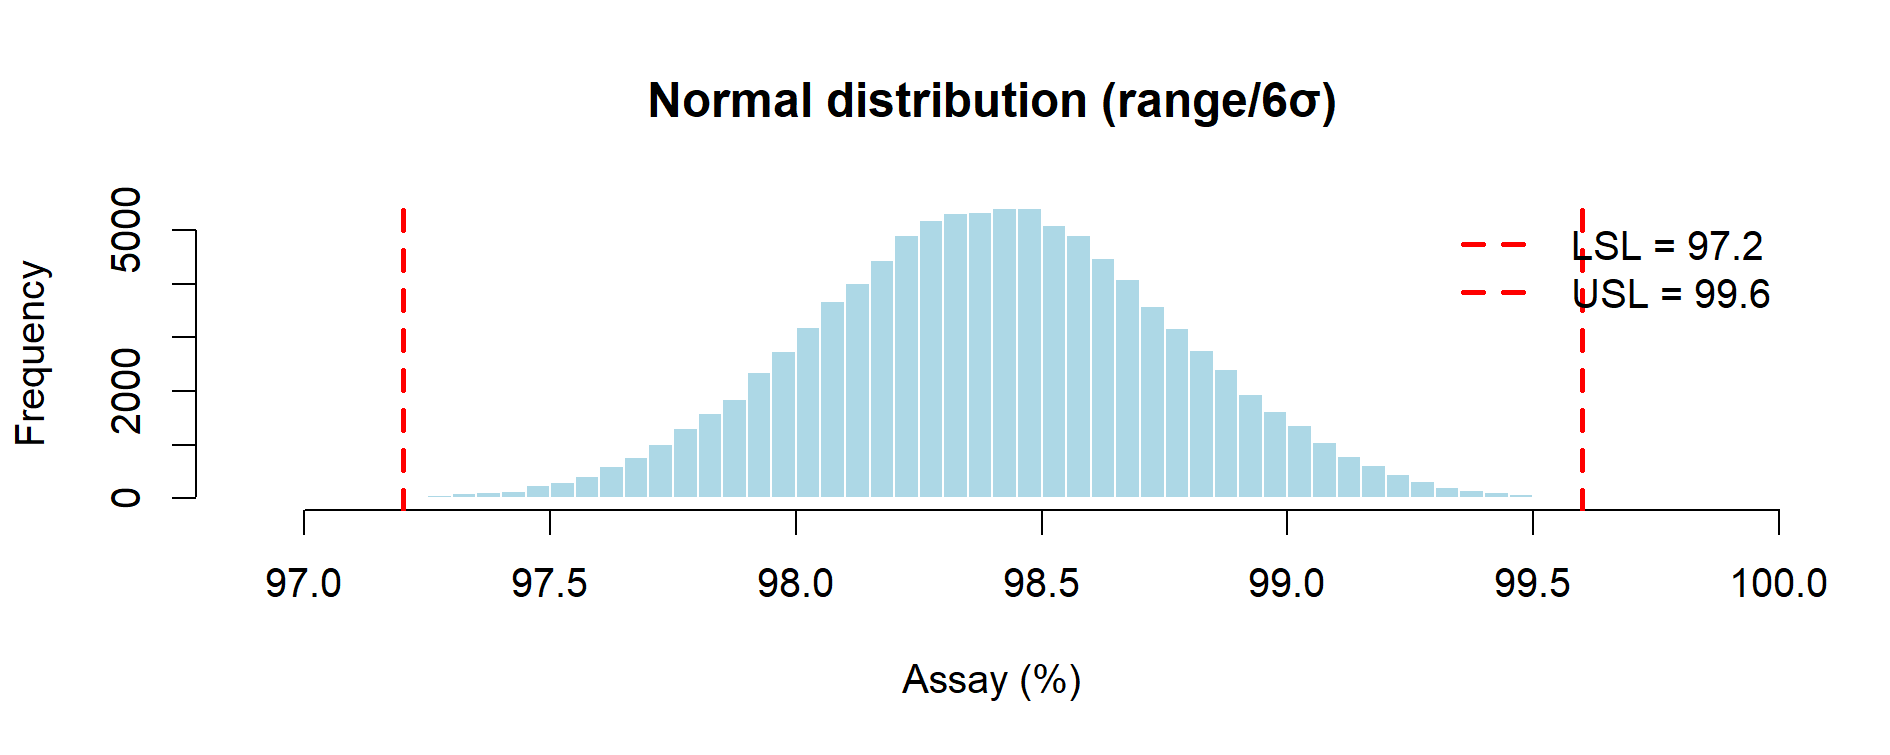 Normal distribution (range/6σ)
Frequency
5000
2000
0
LSL = 97.2
USL = 99.6
97.0 97.5 98.0 98.5 99.0 99.5 100.0
Assay (%)